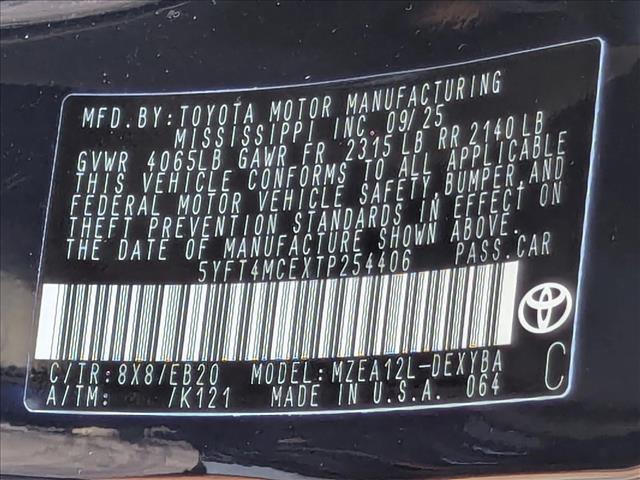 MFD. BY: TOYOTA MOTOR MANUFACTURING
MISSISSIPPI INC. 09/25
GVWR 4065LB GAWR FR 2315 LB RR 2140 LB
THIS VEHICLE CONFORMS TO ALL APPLICABLE
FEDERAL MOTOR VEHICLE SAFETY, BUMPER AND
THEFT PREVENTION STANDARDS IN EFFECT ON
THE DATE OF MANUFACTURE SHOWN ABOVE.
5YFT4MCEXTP254406 PASS.CAR
C/TR: 8X8/EB20 MODEL: MZEA12L-DEXYBA C
A/TM: /K121 MADE IN U.S.A. 064